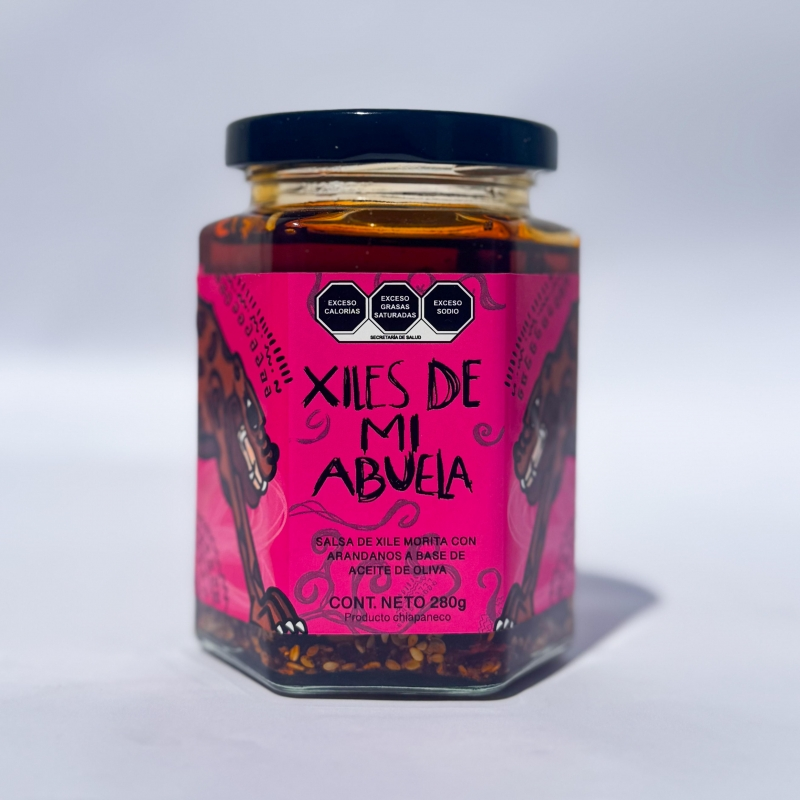 EXCESO CALORÍAS
EXCESO GRASAS SATURADAS
EXCESO SODIO
SECRETARÍA DE SALUD
XILES DE
MI
ABUELA
SALSA DE XILE MORITA CON
ARANDANOS A BASE DE
ACEITE DE OLIVA
CONT. NETO 280g
Producto chiapaneco